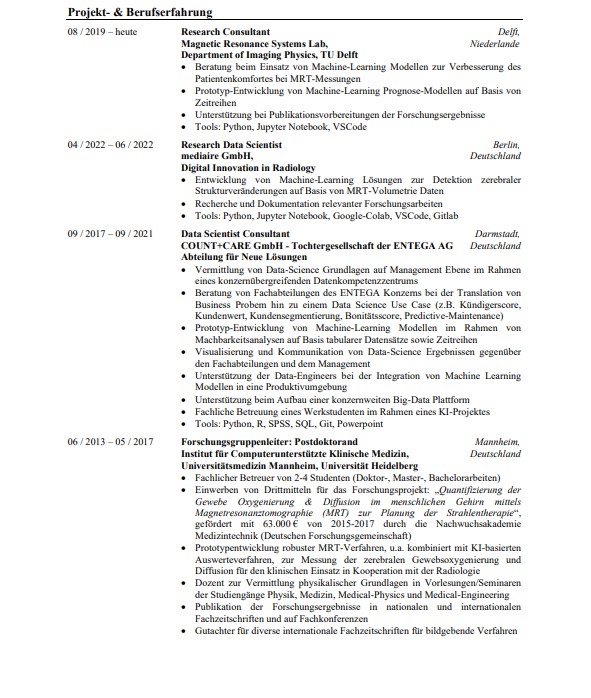 Projekt- & Berufserfahrung
08 / 2019 – heute Research Consultant Delft,
Magnetic Resonance Systems Lab, Niederlande
Department of Imaging Physics, TU Delft
• Beratung beim Einsatz von Machine-Learning Modellen zur Verbesserung des
Patientenkomfortes bei MRT-Messungen
• Prototyp-Entwicklung von Machine-Learning Prognose-Modellen auf Basis von
Zeitreihen
• Unterstützung bei Publikationsvorbereitungen der Forschungsergebnisse
• Tools: Python, Jupyter Notebook, VSCode
04 / 2022 – 06 / 2022 Research Data Scientist Berlin,
mediaire GmbH, Deutschland
Digital Innovation in Radiology
• Entwicklung von Machine-Learning Lösungen zur Detektion zerebraler
Strukturveränderungen auf Basis von MRT-Volumetrie Daten
• Recherche und Dokumentation relevanter Forschungsarbeiten
• Tools: Python, Jupyter Notebook, Google-Colab, VSCode, Gitlab
09 / 2017 – 09 / 2021 Data Scientist Consultant Darmstadt,
COUNT+CARE GmbH - Tochtergesellschaft der ENTEGA AG Deutschland
Abteilung für Neue Lösungen
• Vermittlung von Data-Science Grundlagen auf Management Ebene im Rahmen
eines konzernübergreifenden Datenkompetenzzentrums
• Beratung von Fachabteilungen des ENTEGA Konzerns bei der Translation von
Business Probem hin zu einem Data Science Use Case (z.B. Kündigerscore,
Kundenwert, Kundensegmentierung, Bonitätsscore, Predictive-Maintenance)
• Prototyp-Entwicklung von Machine-Learning Modellen im Rahmen von
Machbarkeitsanalysen auf Basis tabularer Datensätze sowie Zeitreihen
• Visualisierung und Kommunikation von Data-Science Ergebnissen gegenüber
den Fachabteilungen und dem Management
• Unterstützung der Data-Engineers bei der Integration von Machine Learning
Modellen in eine Produktivumgebung
• Unterstützung beim Aufbau einer konzernweiten Big-Data Plattform
• Fachliche Betreuung eines Werkstudenten im Rahmen eines KI-Projektes
• Tools: Python, R, SPSS, SQL, Git, Powerpoint
06 / 2013 – 05 / 2017 Forschungsgruppenleiter: Postdoktorand Mannheim,
Institut für Computerunterstützte Klinische Medizin, Deutschland
Universitätsmedizin Mannheim, Universität Heidelberg
• Fachlicher Betreuer von 2-4 Studenten (Doktor-, Master-, Bachelorarbeiten)
• Einwerben von Drittmitteln für das Forschungsprojekt: „Quantifizierung der
Gewebe Oxygenierung & Diffusion im menschlichen Gehirn mittels
Magnetresonanztomographie (MRT) zur Planung der Strahlentherapie“,
gefördert mit 63.000 € von 2015-2017 durch die Nachwuchsakademie
Medizintechnik (Deutschen Forschungsgemeinschaft)
• Prototypentwicklung robuster MRT-Verfahren, u.a. kombiniert mit KI-basierten
Auswerteverfahren, zur Messung der zerebralen Gewebsoxygenierung und
Diffusion für den klinischen Einsatz in Kooperation mit der Radiologie
• Dozent zur Vermittlung physikalischer Grundlagen in Vorlesungen/Seminaren
der Studiengänge Physik, Medizin, Medical-Physics und Medical-Engineering
• Publikation der Forschungsergebnisse in nationalen und internationalen
Fachzeitschriften und auf Fachkonferenzen
• Gutachter für diverse internationale Fachzeitschriften für bildgebende Verfahren